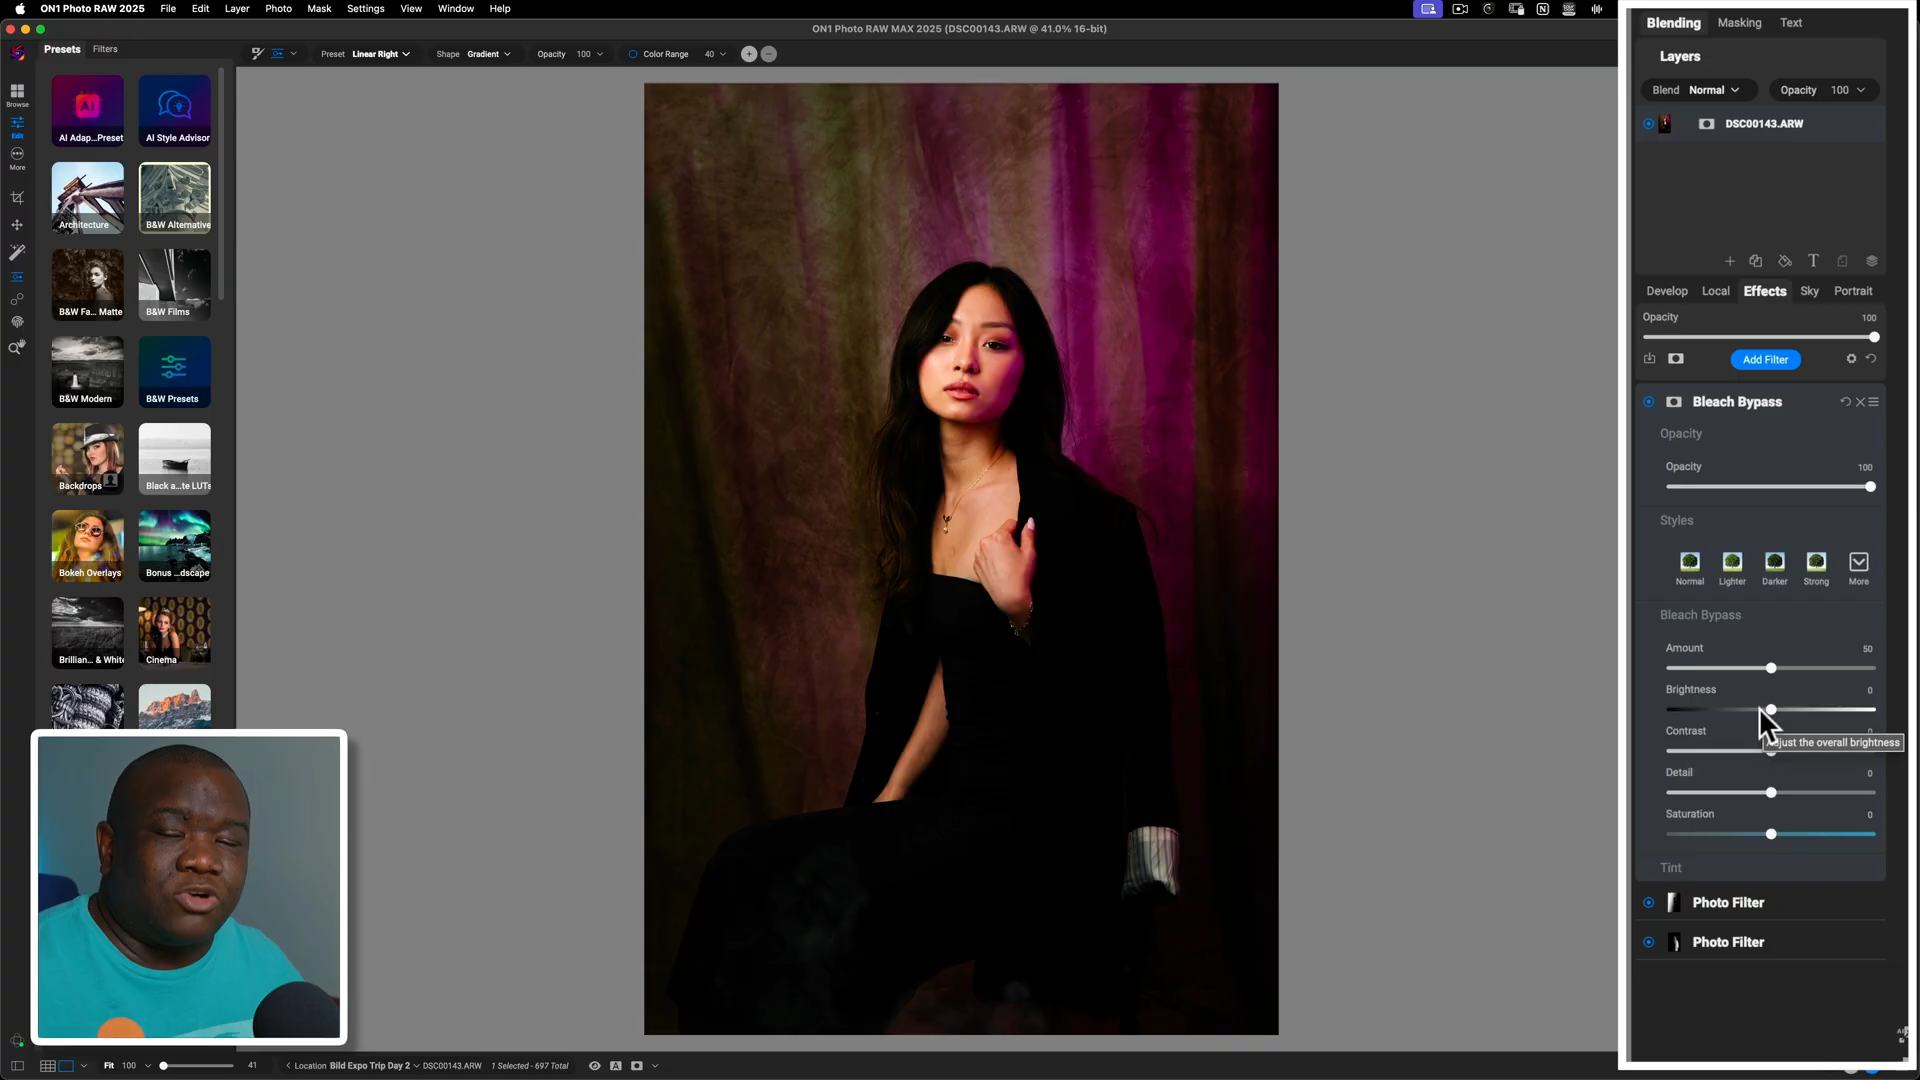 ON1 Photo RAW 2025 File Edit Layer Photo Mask Settings View Window Help
ON1 Photo RAW MAX 2025 (DSC00143.ARW @ 41.0% 16-bit)
Presets Filters
Preset Linear Right Shape Gradient Opacity 100 Color Range 40
Browse
Edit
More
AI
AI Adap...Preset AI Style Advisor
Architecture B&W Alternative
B&W Fa... Matte B&W Films
B&W Modern B&W Presets
Backdrops Black a...te LUTs
Bokeh Overlays Bonus ...dscape
Brillian... & White Cinema
Blending Masking Text
Layers
Blend Normal Opacity 100
DSC00143.ARW
T
Develop Local Effects Sky Portrait
Opacity 100
Add Filter
Bleach Bypass
Opacity
Opacity 100
Styles
Normal Lighter Darker Strong More
Bleach Bypass
Amount 50
Brightness 0
Contrast 0
Adjust the overall brightness
Detail 0
Saturation 0
Tint
Photo Filter
Photo Filter
Fit 100 41 Location Bild Expo Trip Day 2 DSC00143.ARW 1 Selected - 697 Total A